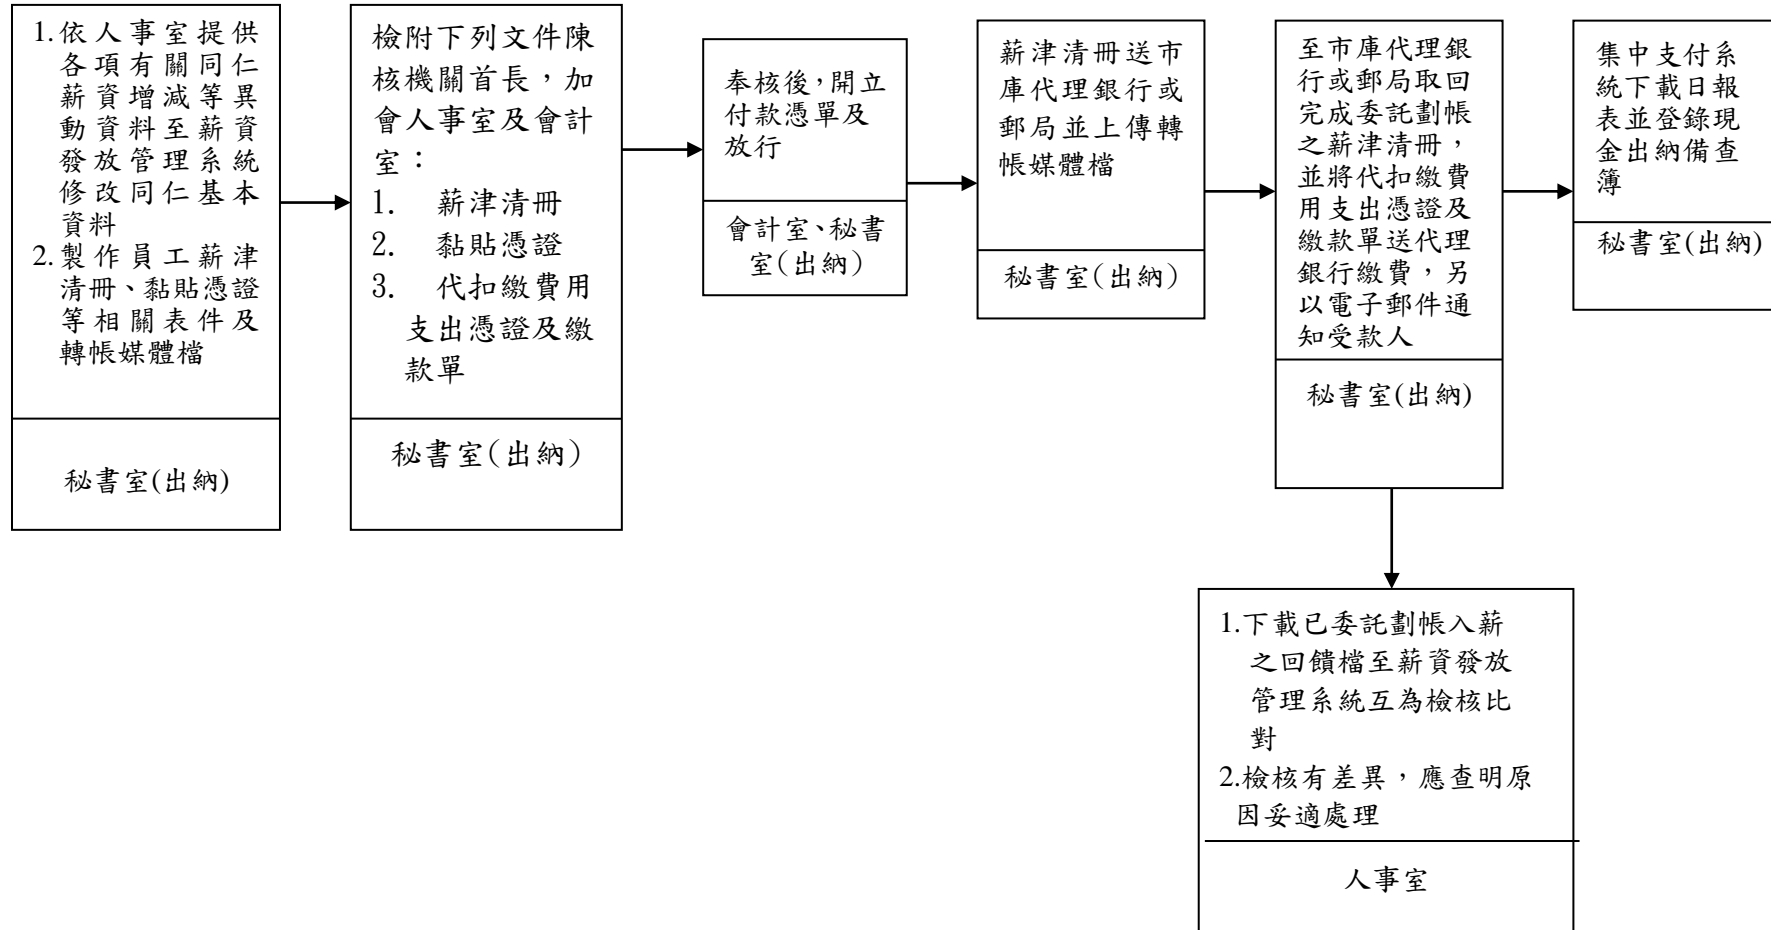 1.依人事室提供
各項有關同仁
薪資增減等異
動資料至薪資
發放管理系統
修改同仁基本
資料
2.製作員工薪津
清冊、黏貼憑證
等相關表件及
轉帳媒體檔
秘書室(出納)
檢附下列文件陳
核機關首長，加
會人事室及會計
室：
1. 薪津清冊
2. 黏貼憑證
3. 代扣繳費用
支出憑證及繳
款單
秘書室(出納)
奉核後，開立
付款憑單及
放行
會計室、秘書
室(出納)
薪津清冊送市
庫代理銀行或
郵局並上傳轉
帳媒體檔
秘書室(出納)
至市庫代理銀
行或郵局取回
完成委託劃帳
之薪津清冊，
並將代扣繳費
用支出憑證及
繳款單送代理
銀行繳費，另
以電子郵件通
知受款人
秘書室(出納)
集中支付系
統下載日報
表並登錄現
金出納備查
簿
秘書室(出納)
1.下載已委託劃帳入薪
之回饋檔至薪資發放
管理系統互為檢核比
對
2.檢核有差異，應查明原
因妥適處理
人事室